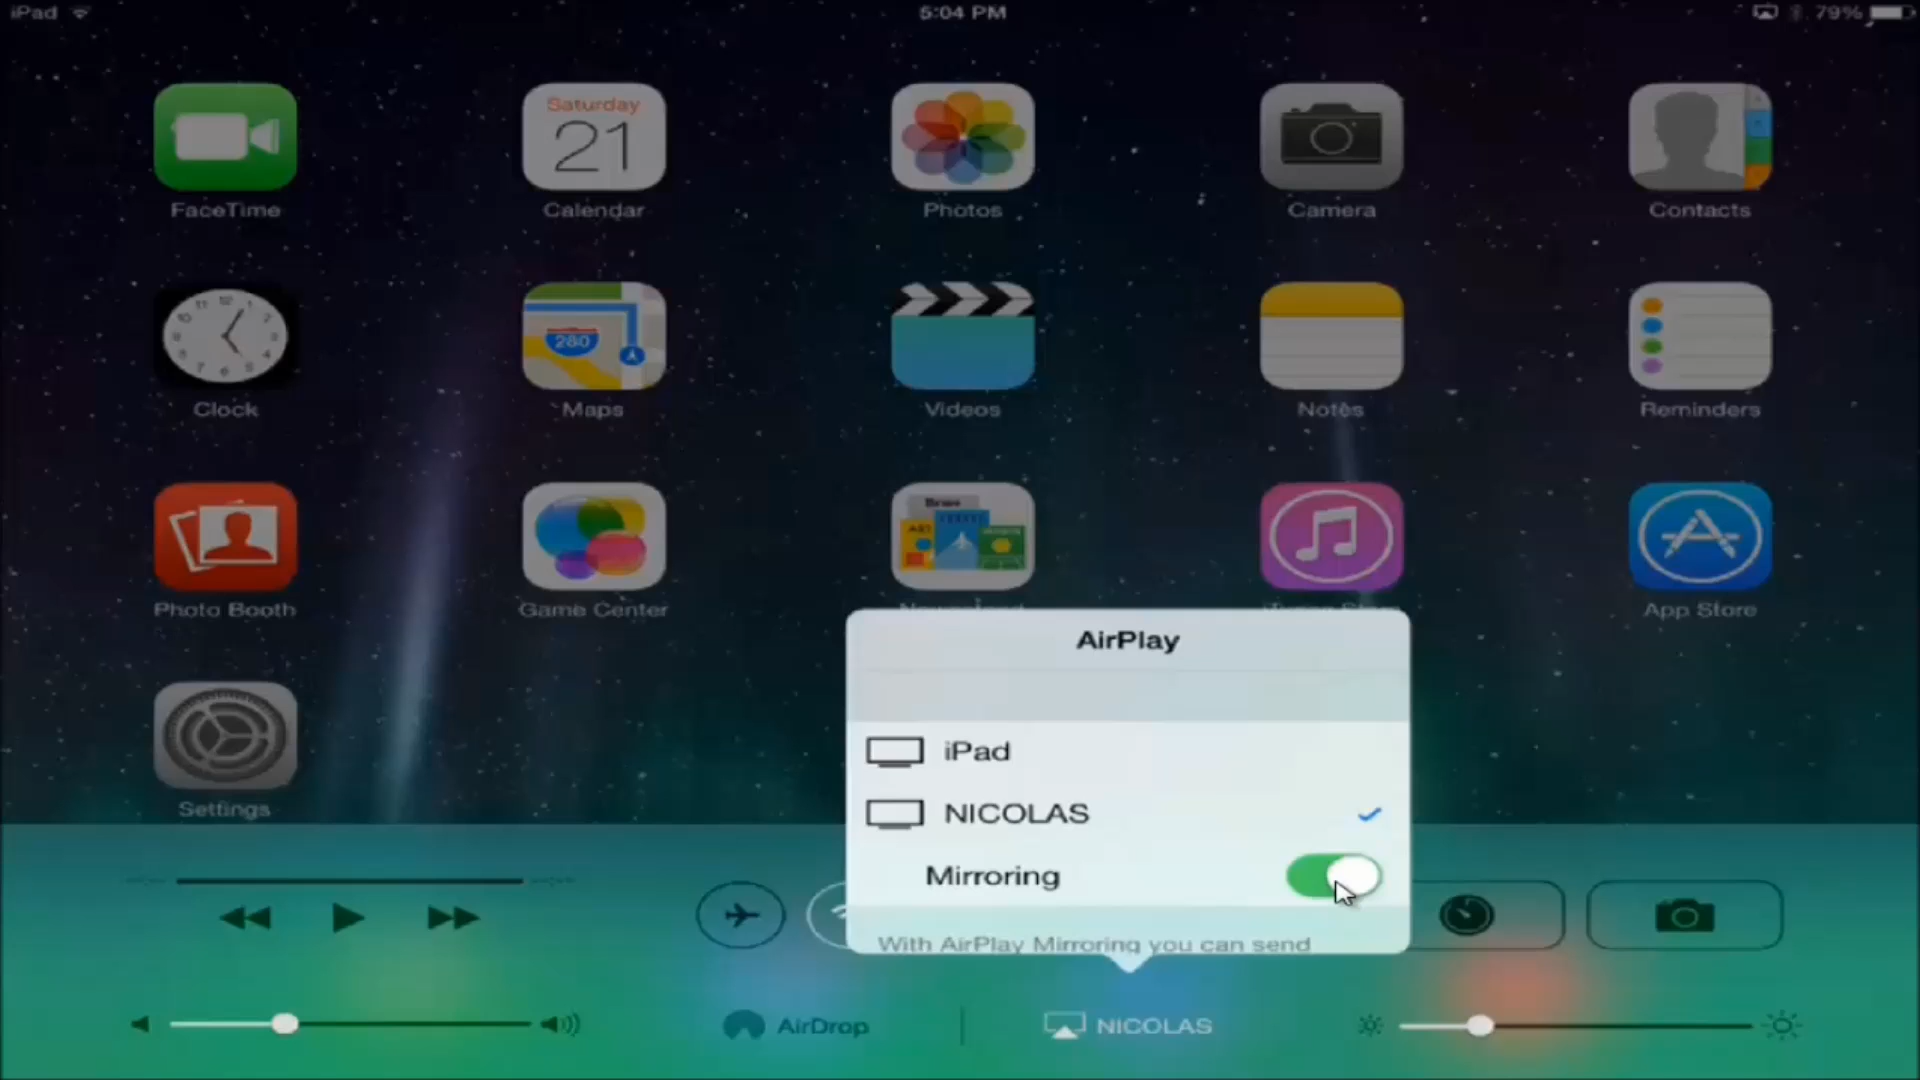 iPad
5:04 PM
79%
Saturday
21
FaceTime
Calendar
Photos
Camera
Contacts
280
Clock
Maps
Videos
Notes
Reminders
Photo Booth
Game Center
App Store
AirPlay
iPad
NICOLAS
Mirroring
With AirPlay Mirroring you can send
Settings
AirDrop
NICOLAS